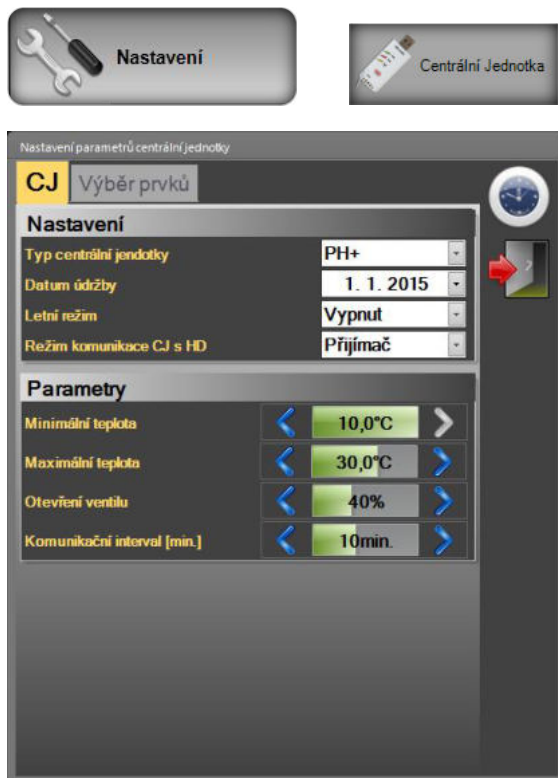 Nastavení
Centrální Jednotka
Nastavení parametrů centrální jednotky
CJ Výběr prvků
Nastavení
Typ centrální jendotky PH+
Datum údržby 1. 1. 2015
Letní režim Vypnut
Režim komunikace CJ s HD Přijímač
Parametry
Minimální teplota 10,0°C
Maximální teplota 30,0°C
Otevření ventilu 40%
Komunikační interval [min.] 10min.